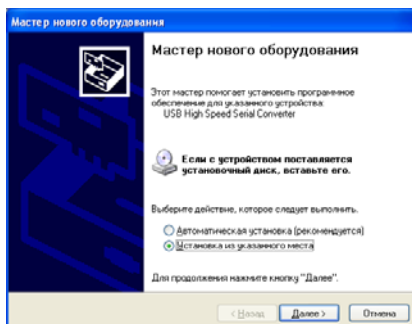 Мастер нового оборудования
Мастер нового оборудования
Этот мастер помогает установить программное
обеспечение для указанного устройства:
USB High Speed Serial Converter
Если с устройством поставляется
установочный диск, вставьте его.
Выберите действие, которое следует выполнить.
Автоматическая установка (рекомендуется)
Установка из указанного места
Для продолжения нажмите кнопку "Далее".
< Назад
Далее >
Отмена